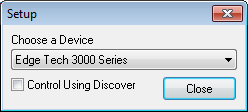 Setup
Choose a Device
Edge Tech 3000 Series
Control Using Discover
Close